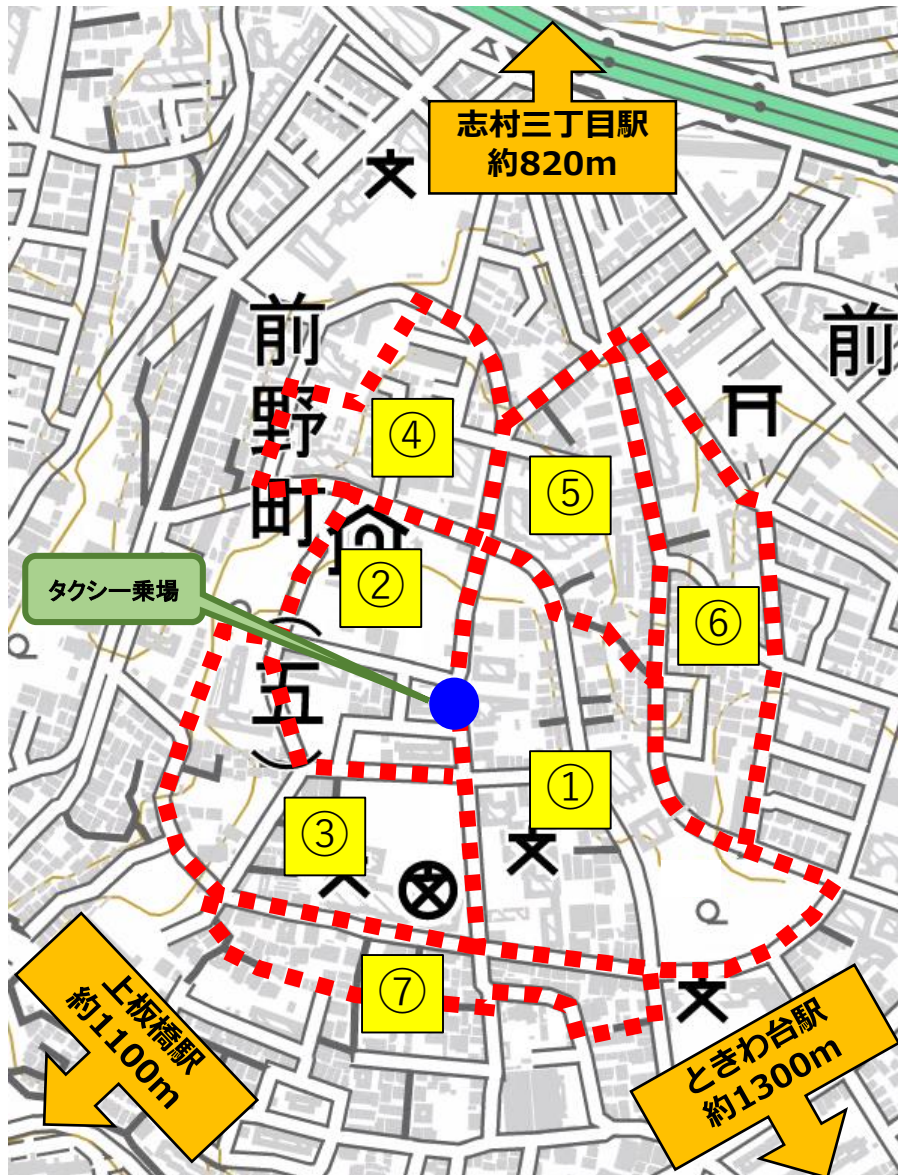 志村三丁目駅
約820m
前野町(五)
前
④
⑤
②
タクシー乗場
⑥
①
③
⑦
上板橋駅
約1100m
ときわ台駅
約1300m